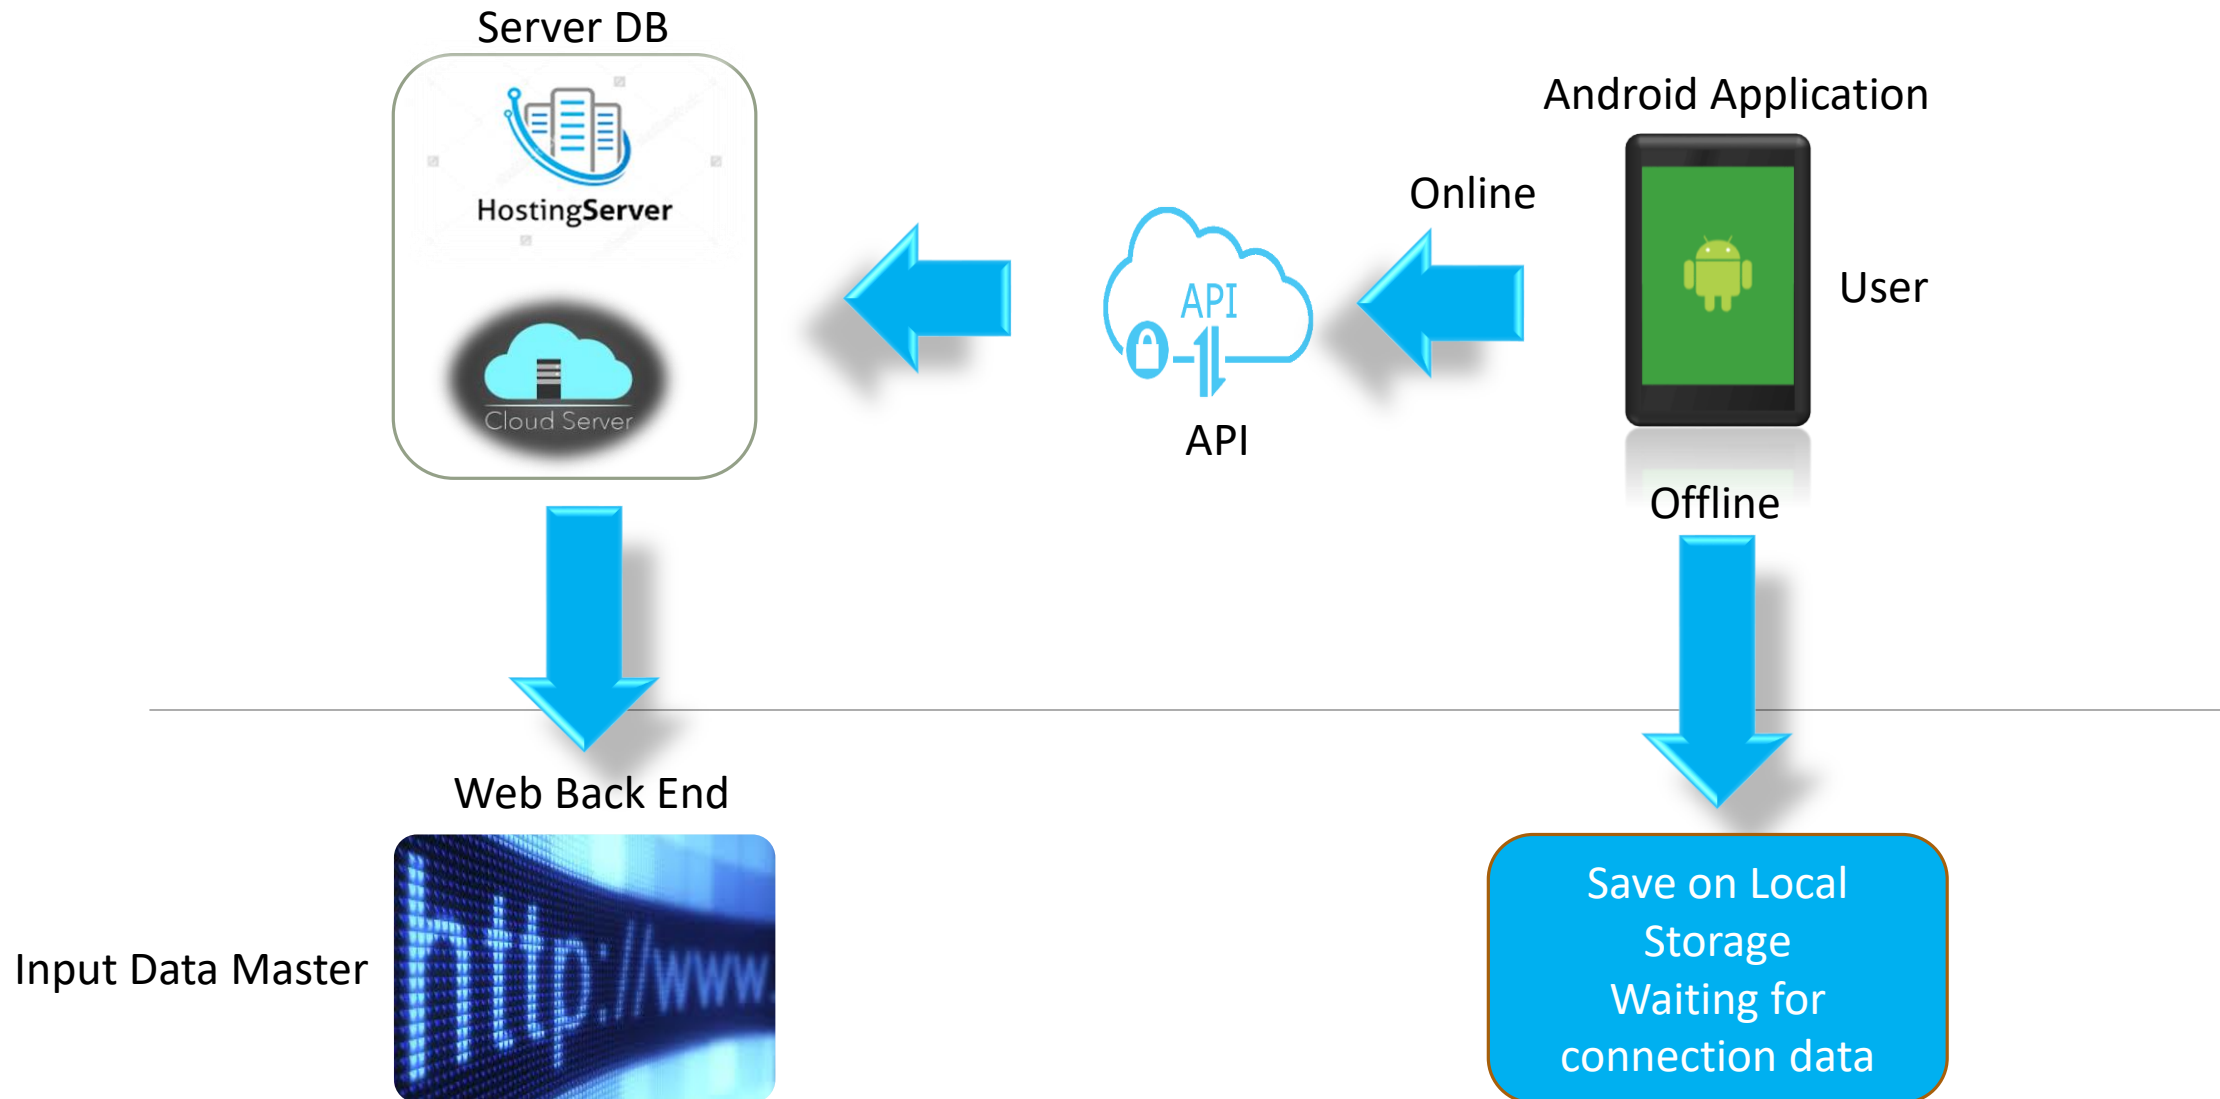 Server DB
HostingServer
Cloud Server
Android Application
Online
API
API
User
Offline
Web Back End
Input Data Master
http://www.
Save on Local
Storage
Waiting for
connection data